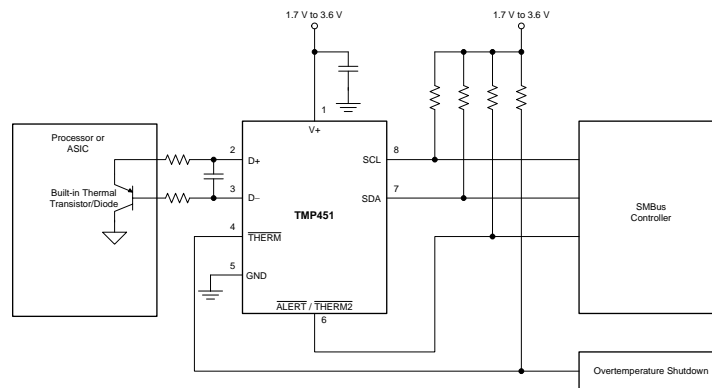 1.7 V to 3.6 V
1.7 V to 3.6 V
1
V+
Processor or
ASIC
Built-in Thermal
Transistor/Diode
2
D+
3
D−
4
THERM
5
GND
TMP451
ALERT / THERM2
6
8
SCL
7
SDA
SMBus
Controller
Overtemperature Shutdown